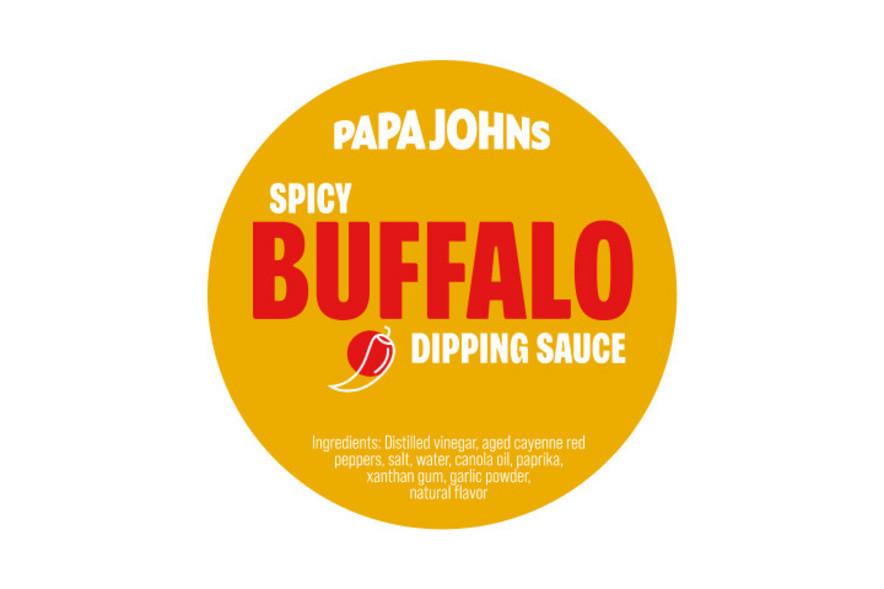 PAPA JOHNS
SPICY
BUFFALO
DIPPING SAUCE
Ingredients: Distilled vinegar, aged cayenne red
peppers, salt, water, canola oil, paprika,
xanthan gum, garlic powder,
natural flavor